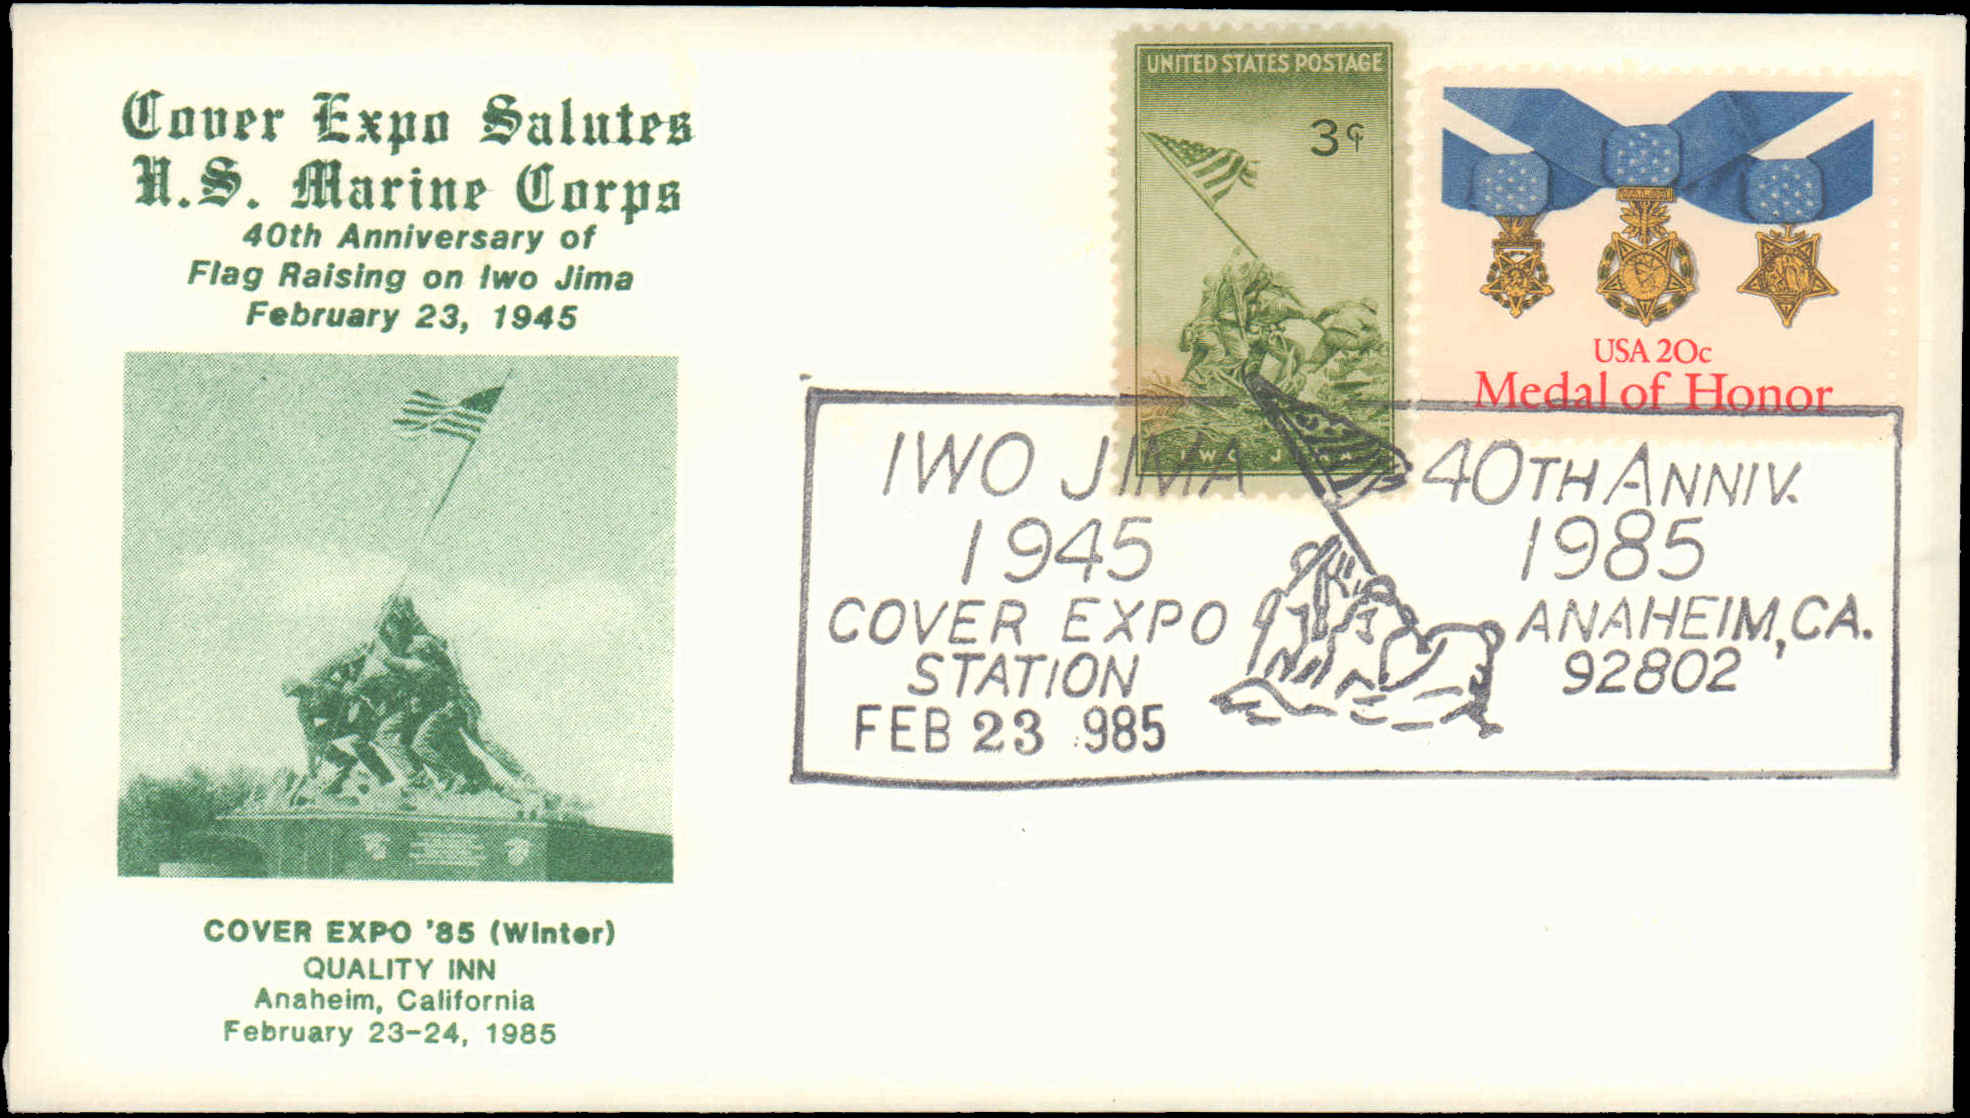 Cover Expo Salutes
U.S. Marine Corps
40th Anniversary of
Flag Raising on Iwo Jima
February 23, 1945
COVER EXPO '85 (Winter)
QUALITY INN
Anaheim, California
February 23-24, 1985
UNITED STATES POSTAGE
3¢
IWO JIMA
USA 20c
Medal of Honor
IWO JIMA 40TH ANNIV.
1945 1985
COVER EXPO ANAHEIM, CA.
STATION 92802
FEB 23 985